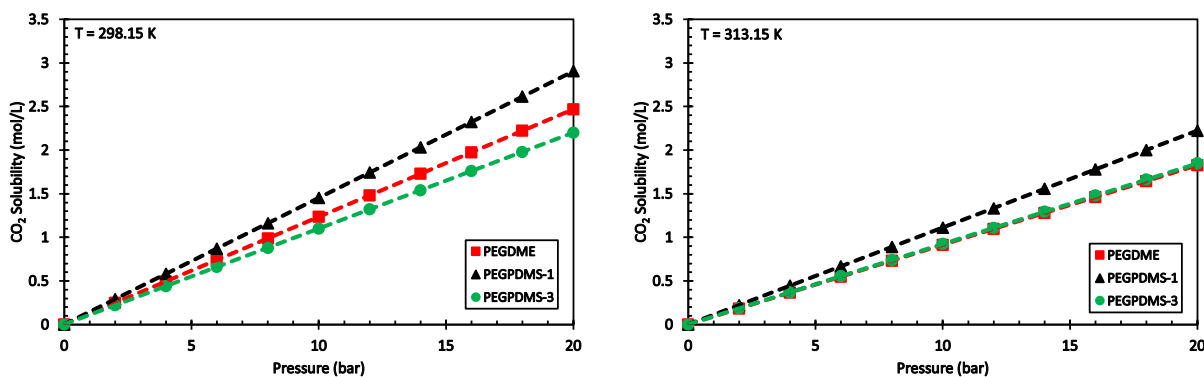 T = 298.15 K
CO2 Solubility (mol/L)
3.5
3
2.5
2
1.5
1
0.5
0
PEGDME
PEGPDMS-1
PEGPDMS-3
0 5 10 15 20
Pressure (bar)
T = 313.15 K
CO2 Solubility (mol/L)
3.5
3
2.5
2
1.5
1
0.5
0
PEGDME
PEGPDMS-1
PEGPDMS-3
0 5 10 15 20
Pressure (bar)